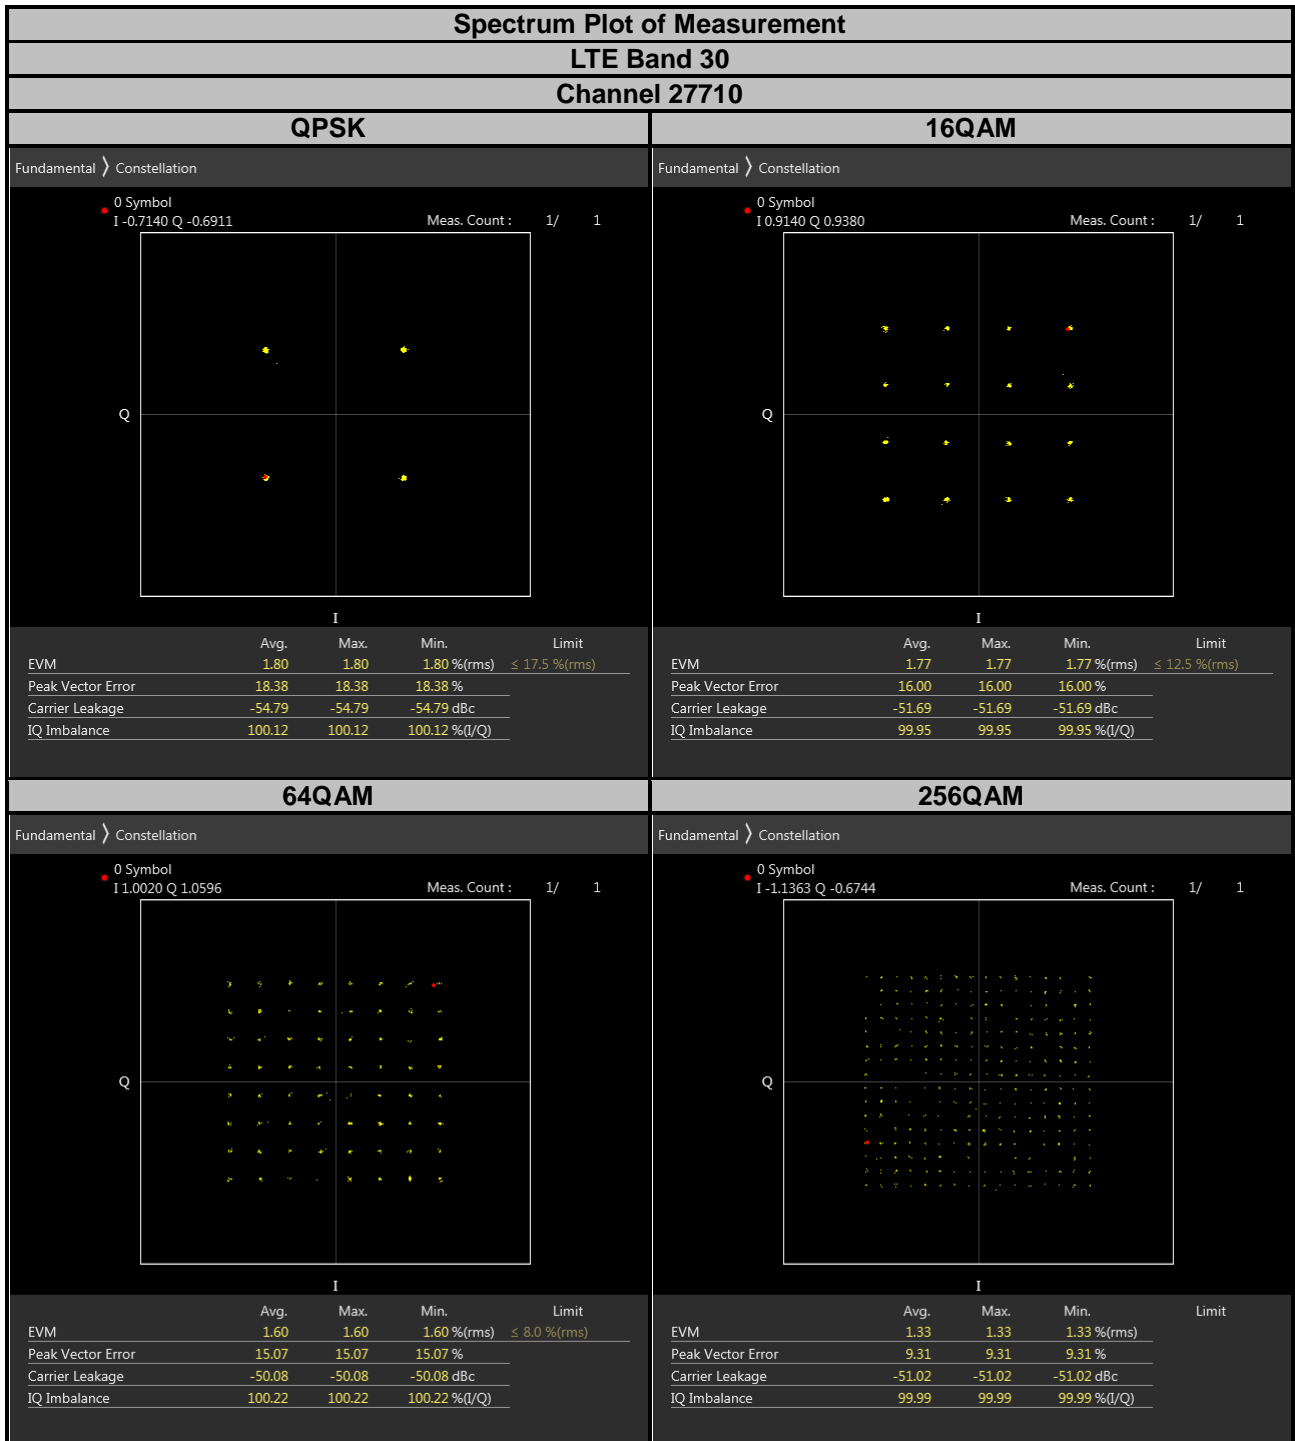 Spectrum Plot of Measurement
LTE Band 30
Channel 27710
QPSK
Fundamental 〉 Constellation
0 Symbol
I -0.7140 Q -0.6911 Meas. Count : 1/ 1
Q
I
Avg. Max. Min. Limit
EVM 1.80 1.80 1.80 %(rms) ≤ 17.5 %(rms)
Peak Vector Error 18.38 18.38 18.38 %
Carrier Leakage -54.79 -54.79 -54.79 dBc
IQ Imbalance 100.12 100.12 100.12 %(I/Q)
16QAM
Fundamental 〉 Constellation
0 Symbol
I 0.9140 Q 0.9380 Meas. Count : 1/ 1
Q
I
Avg. Max. Min. Limit
EVM 1.77 1.77 1.77 %(rms) ≤ 12.5 %(rms)
Peak Vector Error 16.00 16.00 16.00 %
Carrier Leakage -51.69 -51.69 -51.69 dBc
IQ Imbalance 99.95 99.95 99.95 %(I/Q)
64QAM
Fundamental 〉 Constellation
0 Symbol
I 1.0020 Q 1.0596 Meas. Count : 1/ 1
Q
I
Avg. Max. Min. Limit
EVM 1.60 1.60 1.60 %(rms) ≤ 8.0 %(rms)
Peak Vector Error 15.07 15.07 15.07 %
Carrier Leakage -50.08 -50.08 -50.08 dBc
IQ Imbalance 100.22 100.22 100.22 %(I/Q)
256QAM
Fundamental 〉 Constellation
0 Symbol
I -1.1363 Q -0.6744 Meas. Count : 1/ 1
Q
I
Avg. Max. Min. Limit
EVM 1.33 1.33 1.33 %(rms)
Peak Vector Error 9.31 9.31 9.31 %
Carrier Leakage -51.02 -51.02 -51.02 dBc
IQ Imbalance 99.99 99.99 99.99 %(I/Q)